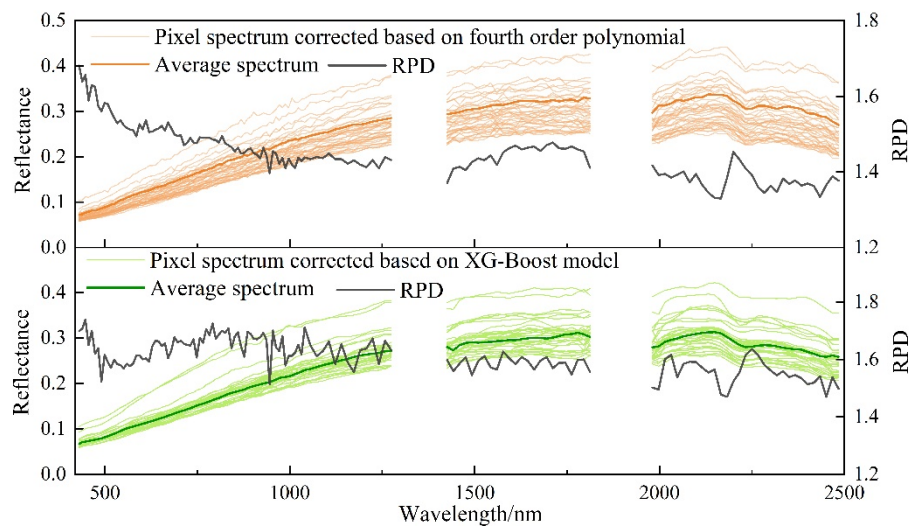 0.5
1.8
Pixel spectrum corrected based on fourth order polynomial
Average spectrum RPD
0.4
0.3
0.2
0.1
0.0
Reflectance
1.6
1.4
1.2
RPD
Pixel spectrum corrected based on XG-Boost model
Average spectrum RPD
0.4
0.3
0.2
0.1
0.0
Reflectance
1.8
1.6
1.4
1.2
RPD
500 1000 1500 2000 2500
Wavelength/nm